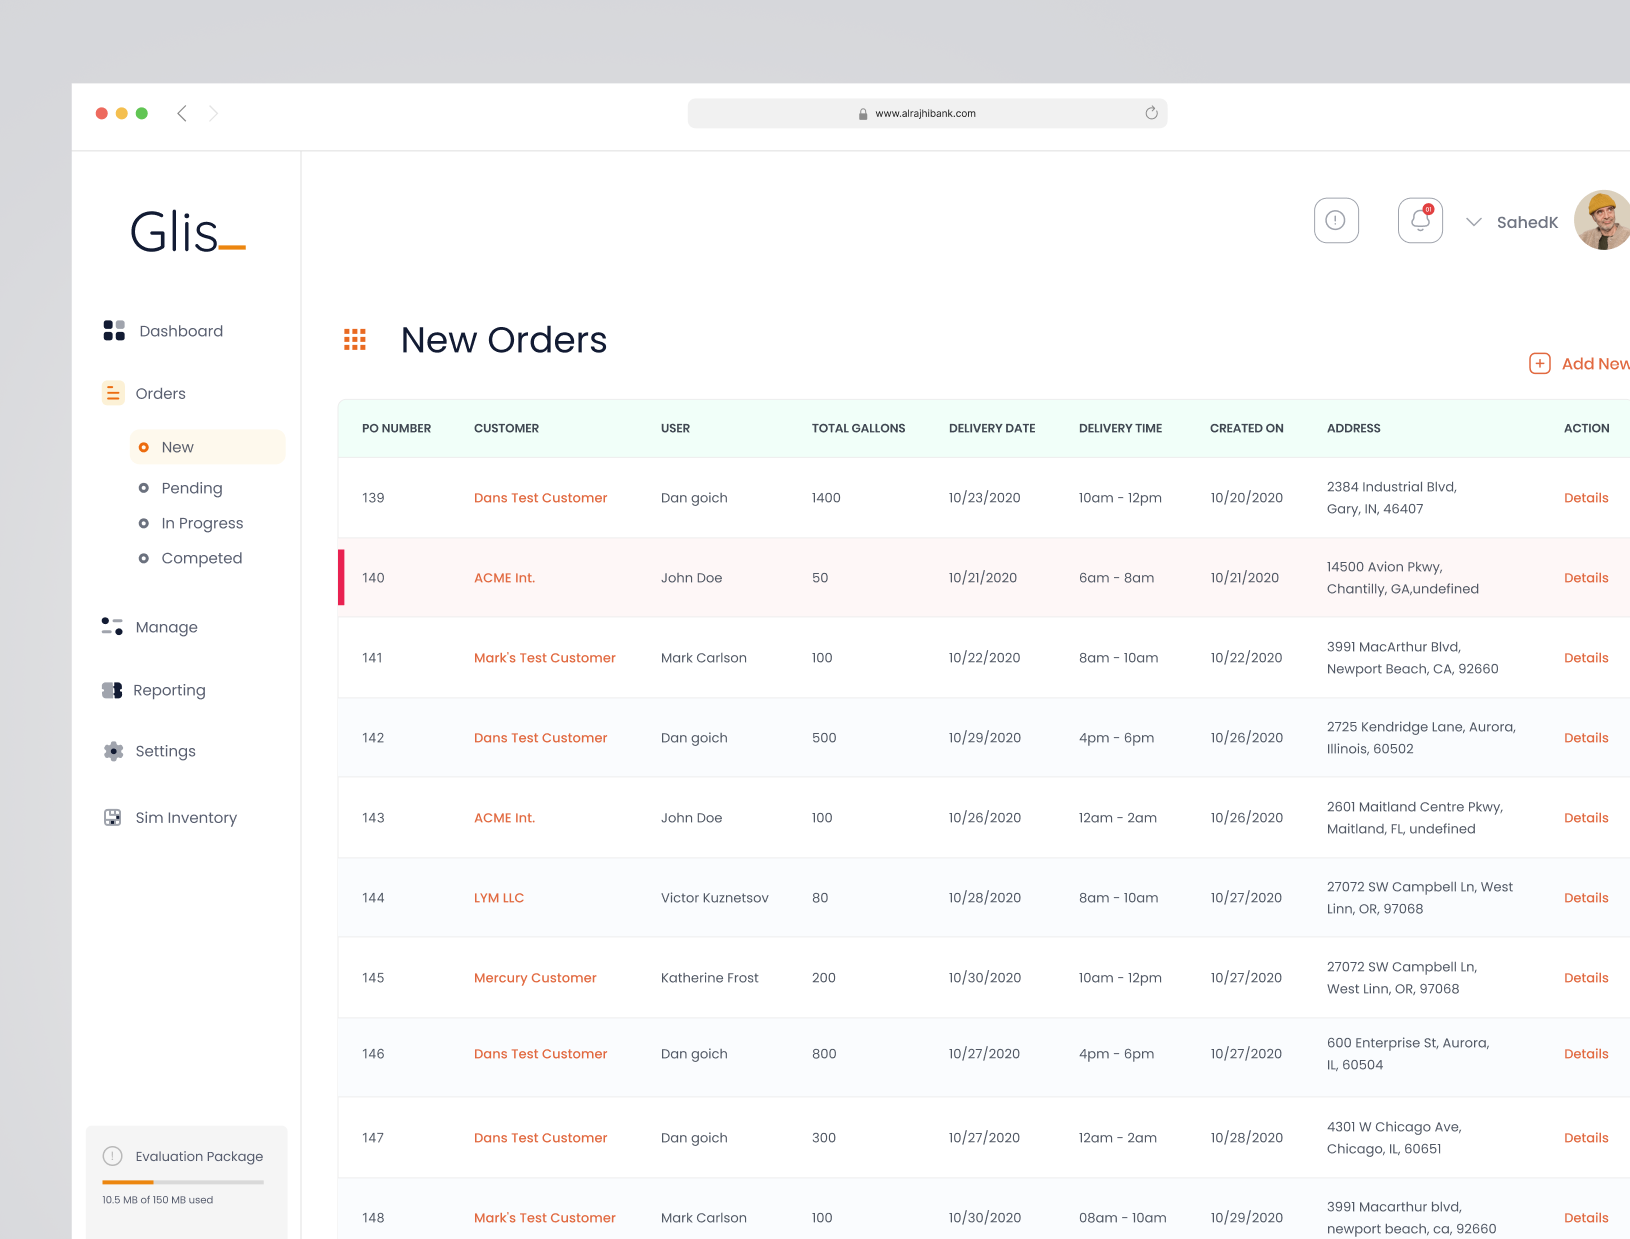 www.alrajhibank.com
Glis_
01
SahedK
Dashboard
Orders
New
Pending
In Progress
Competed
Manage
Reporting
Settings
Sim Inventory
Evaluation Package
10.5 MB of 150 MB used
New Orders
Add New
PO NUMBER CUSTOMER USER TOTAL GALLONS DELIVERY DATE DELIVERY TIME CREATED ON ADDRESS ACTION
139 Dans Test Customer Dan goich 1400 10/23/2020 10am - 12pm 10/20/2020 2384 Industrial Blvd, Details
Gary, IN, 46407
140 ACME Int. John Doe 50 10/21/2020 6am - 8am 10/21/2020 14500 Avion Pkwy, Details
Chantilly, GA,undefined
141 Mark's Test Customer Mark Carlson 100 10/22/2020 8am - 10am 10/22/2020 3991 MacArthur Blvd, Details
Newport Beach, CA, 92660
142 Dans Test Customer Dan goich 500 10/29/2020 4pm - 6pm 10/26/2020 2725 Kendridge Lane, Aurora, Details
Illinois, 60502
143 ACME Int. John Doe 100 10/26/2020 12am - 2am 10/26/2020 2601 Maitland Centre Pkwy, Details
Maitland, FL, undefined
144 LYM LLC Victor Kuznetsov 80 10/28/2020 8am - 10am 10/27/2020 27072 SW Campbell Ln, West Details
Linn, OR, 97068
145 Mercury Customer Katherine Frost 200 10/30/2020 10am - 12pm 10/27/2020 27072 SW Campbell Ln, Details
West Linn, OR, 97068
146 Dans Test Customer Dan goich 800 10/27/2020 4pm - 6pm 10/27/2020 600 Enterprise St, Aurora, Details
IL, 60504
147 Dans Test Customer Dan goich 300 10/27/2020 12am - 2am 10/28/2020 4301 W Chicago Ave, Details
Chicago, IL, 60651
148 Mark's Test Customer Mark Carlson 100 10/30/2020 08am - 10am 10/29/2020 3991 Macarthur blvd, Details
newport beach, ca, 92660